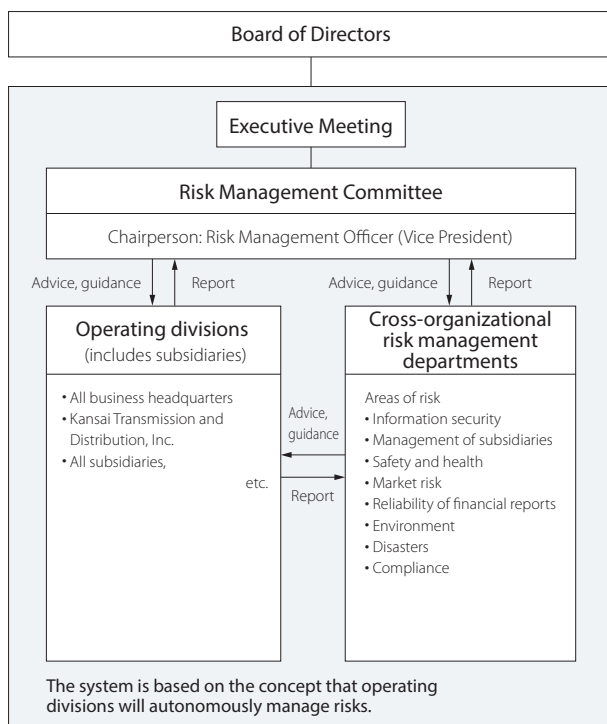 Board of Directors
Executive Meeting
Risk Management Committee
Chairperson: Risk Management Officer (Vice President)
Advice, guidance
Report
Advice, guidance
Report
Operating divisions
(includes subsidiaries)
• All business headquarters
• Kansai Transmission and
Distribution, Inc.
• All subsidiaries,
etc.
Advice,
guidance
Report
Cross-organizational
risk management
departments
Areas of risk
• Information security
• Management of subsidiaries
• Safety and health
• Market risk
• Reliability of financial reports
• Environment
• Disasters
• Compliance
The system is based on the concept that operating
divisions will autonomously manage risks.